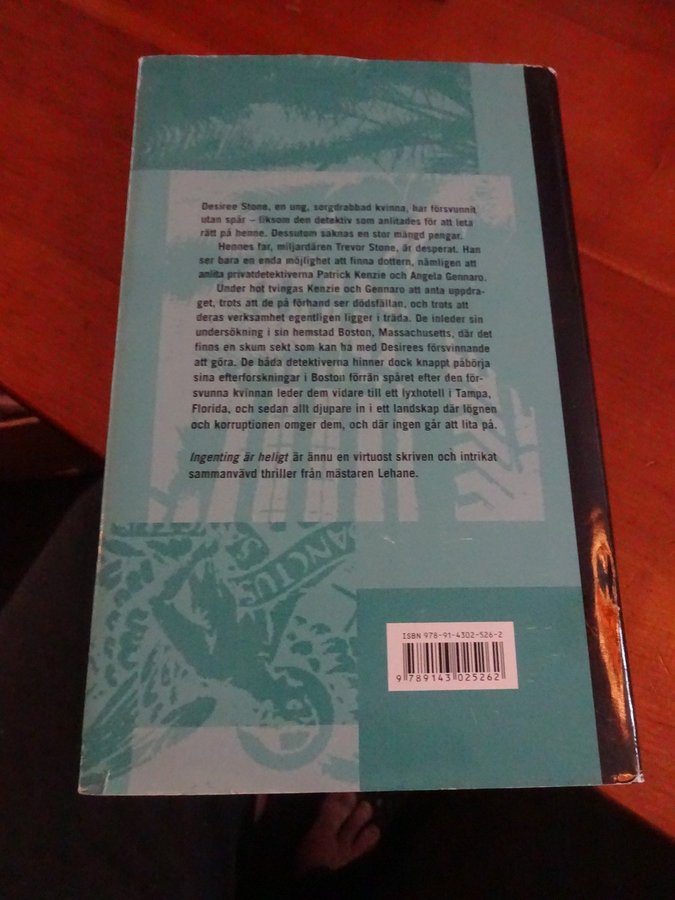 Desiree Stone, en ung, sorgdrabbad kvinna, har försvunnit
utan spår – liksom den detektiv som anlitades för att leta
rätt på henne. Dessutom saknas en stor mängd pengar.
Hennes far, miljardären Trevor Stone, är desperat. Han
ser bara en enda möjlighet att finna dottern, nämligen att
anlita privatdetektiverna Patrick Kenzie och Angela Gennaro.
Under hot tvingas Kenzie och Gennaro att anta uppdra-
get, trots att de på förhand ser dödsfällan, och trots att
deras verksamhet egentligen ligger i träda. De inleder sin
undersökning i sin hemstad Boston, Massachusetts, där det
finns en skum sekt som kan ha med Desirees försvinnande
att göra. De båda detektiverna hinner dock knappt påbörja
sina efterforskningar i Boston förrän spåret efter den för-
svunna kvinnan leder dem vidare till ett lyxhotell i Tampa,
Florida, och sedan allt djupare in i ett landskap där lögnen
och korruptionen omger dem, och där ingen går att lita på.
Ingenting är heligt är ännu en virtuost skriven och intrikat
sammanvävd thriller från mästaren Lehane.
SANCTUS
ISBN 978-91-4302-526-2
9 789143 025262